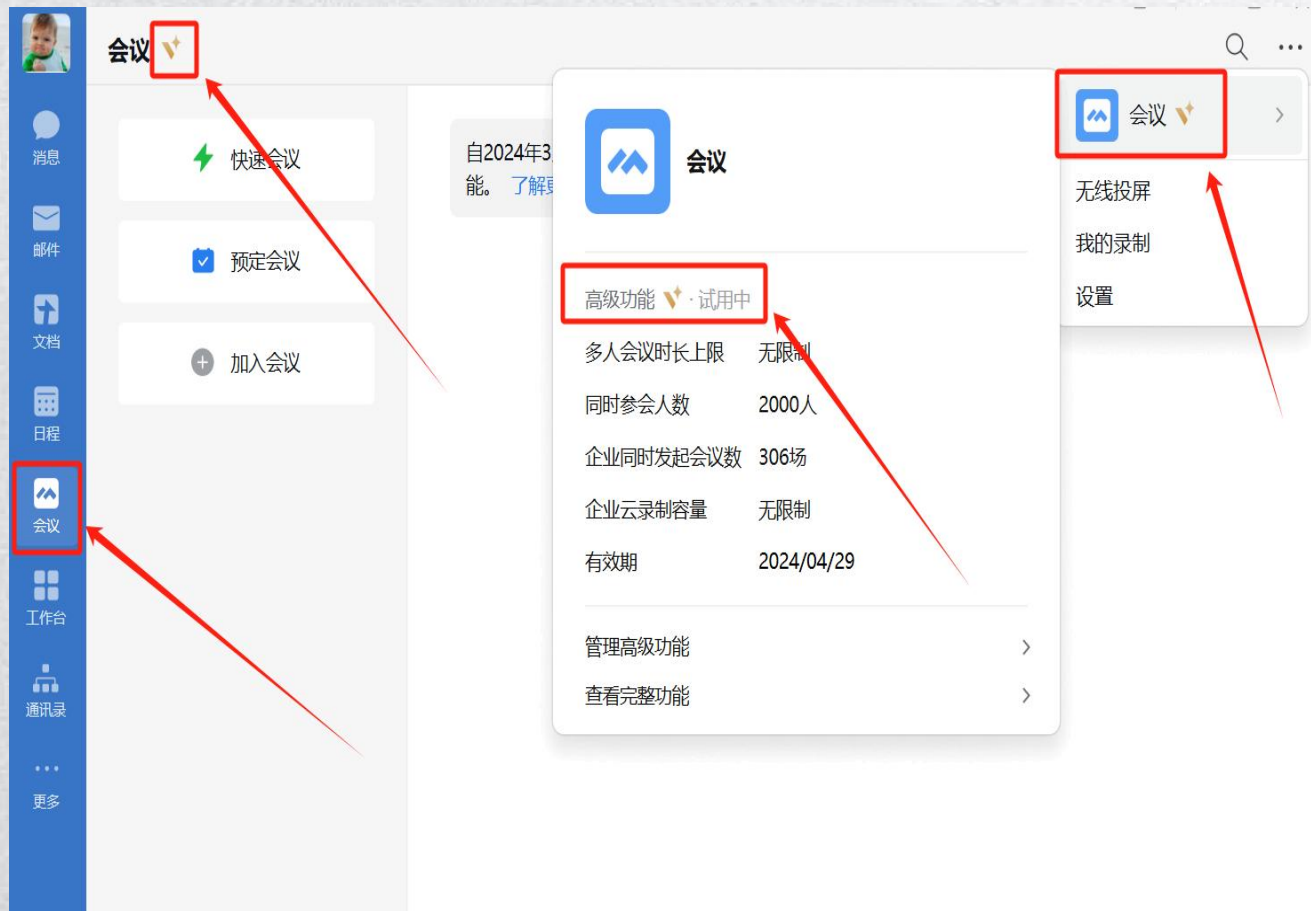 会议
消息
邮件
文档
日程
会议
工作台
通讯录
更多
快速会议
预定会议
加入会议
自2024年3
能。 了解
会议
高级功能 · 试用中
多人会议时长上限 无限制
同时参会人数 2000人
企业同时发起会议数 306场
企业云录制容量 无限制
有效期 2024/04/29
管理高级功能
查看完整功能
会议
无线投屏
我的录制
设置